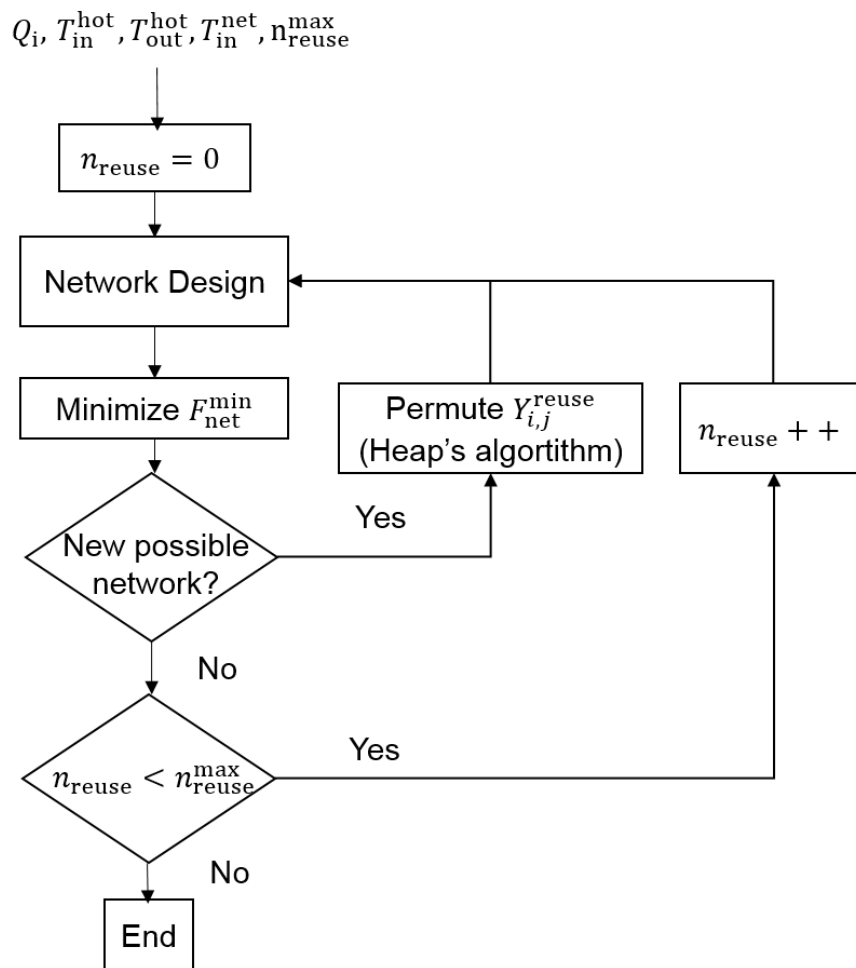 Q_i, T_in^hot, T_out^hot, T_in^net, n_reuse^max
n_reuse = 0
Network Design
Minimize F_net^min
Permute Y_i,j^reuse
(Heap's algortithm)
n_reuse + +
Yes
New possible
network?
No
Yes
n_reuse < n_reuse^max
No
End